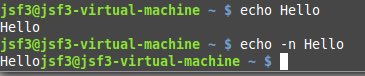 jsf3@jsf3-virtual-machine ~ $ echo Hello
Hello
jsf3@jsf3-virtual-machine ~ $ echo -n Hello
Hellojsf3@jsf3-virtual-machine ~ $